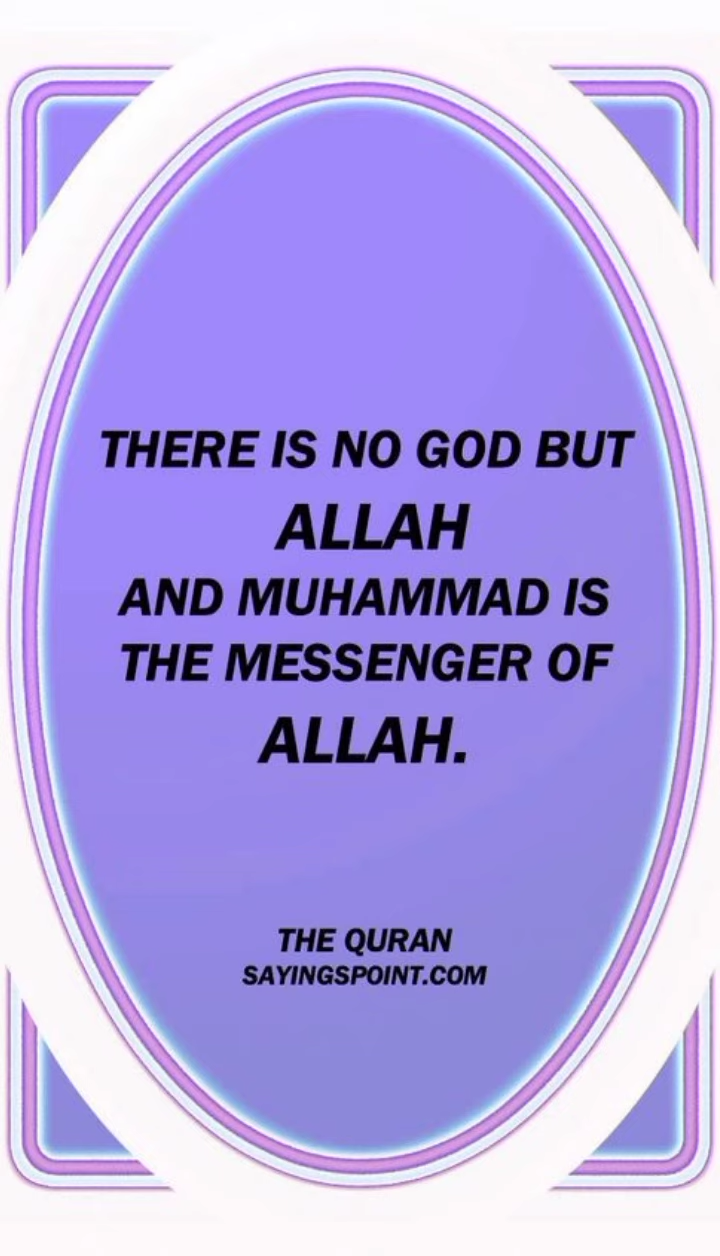 THERE IS NO GOD BUT
ALLAH
AND MUHAMMAD IS
THE MESSENGER OF
ALLAH.
THE QURAN
SAYINGSPOINT.COM